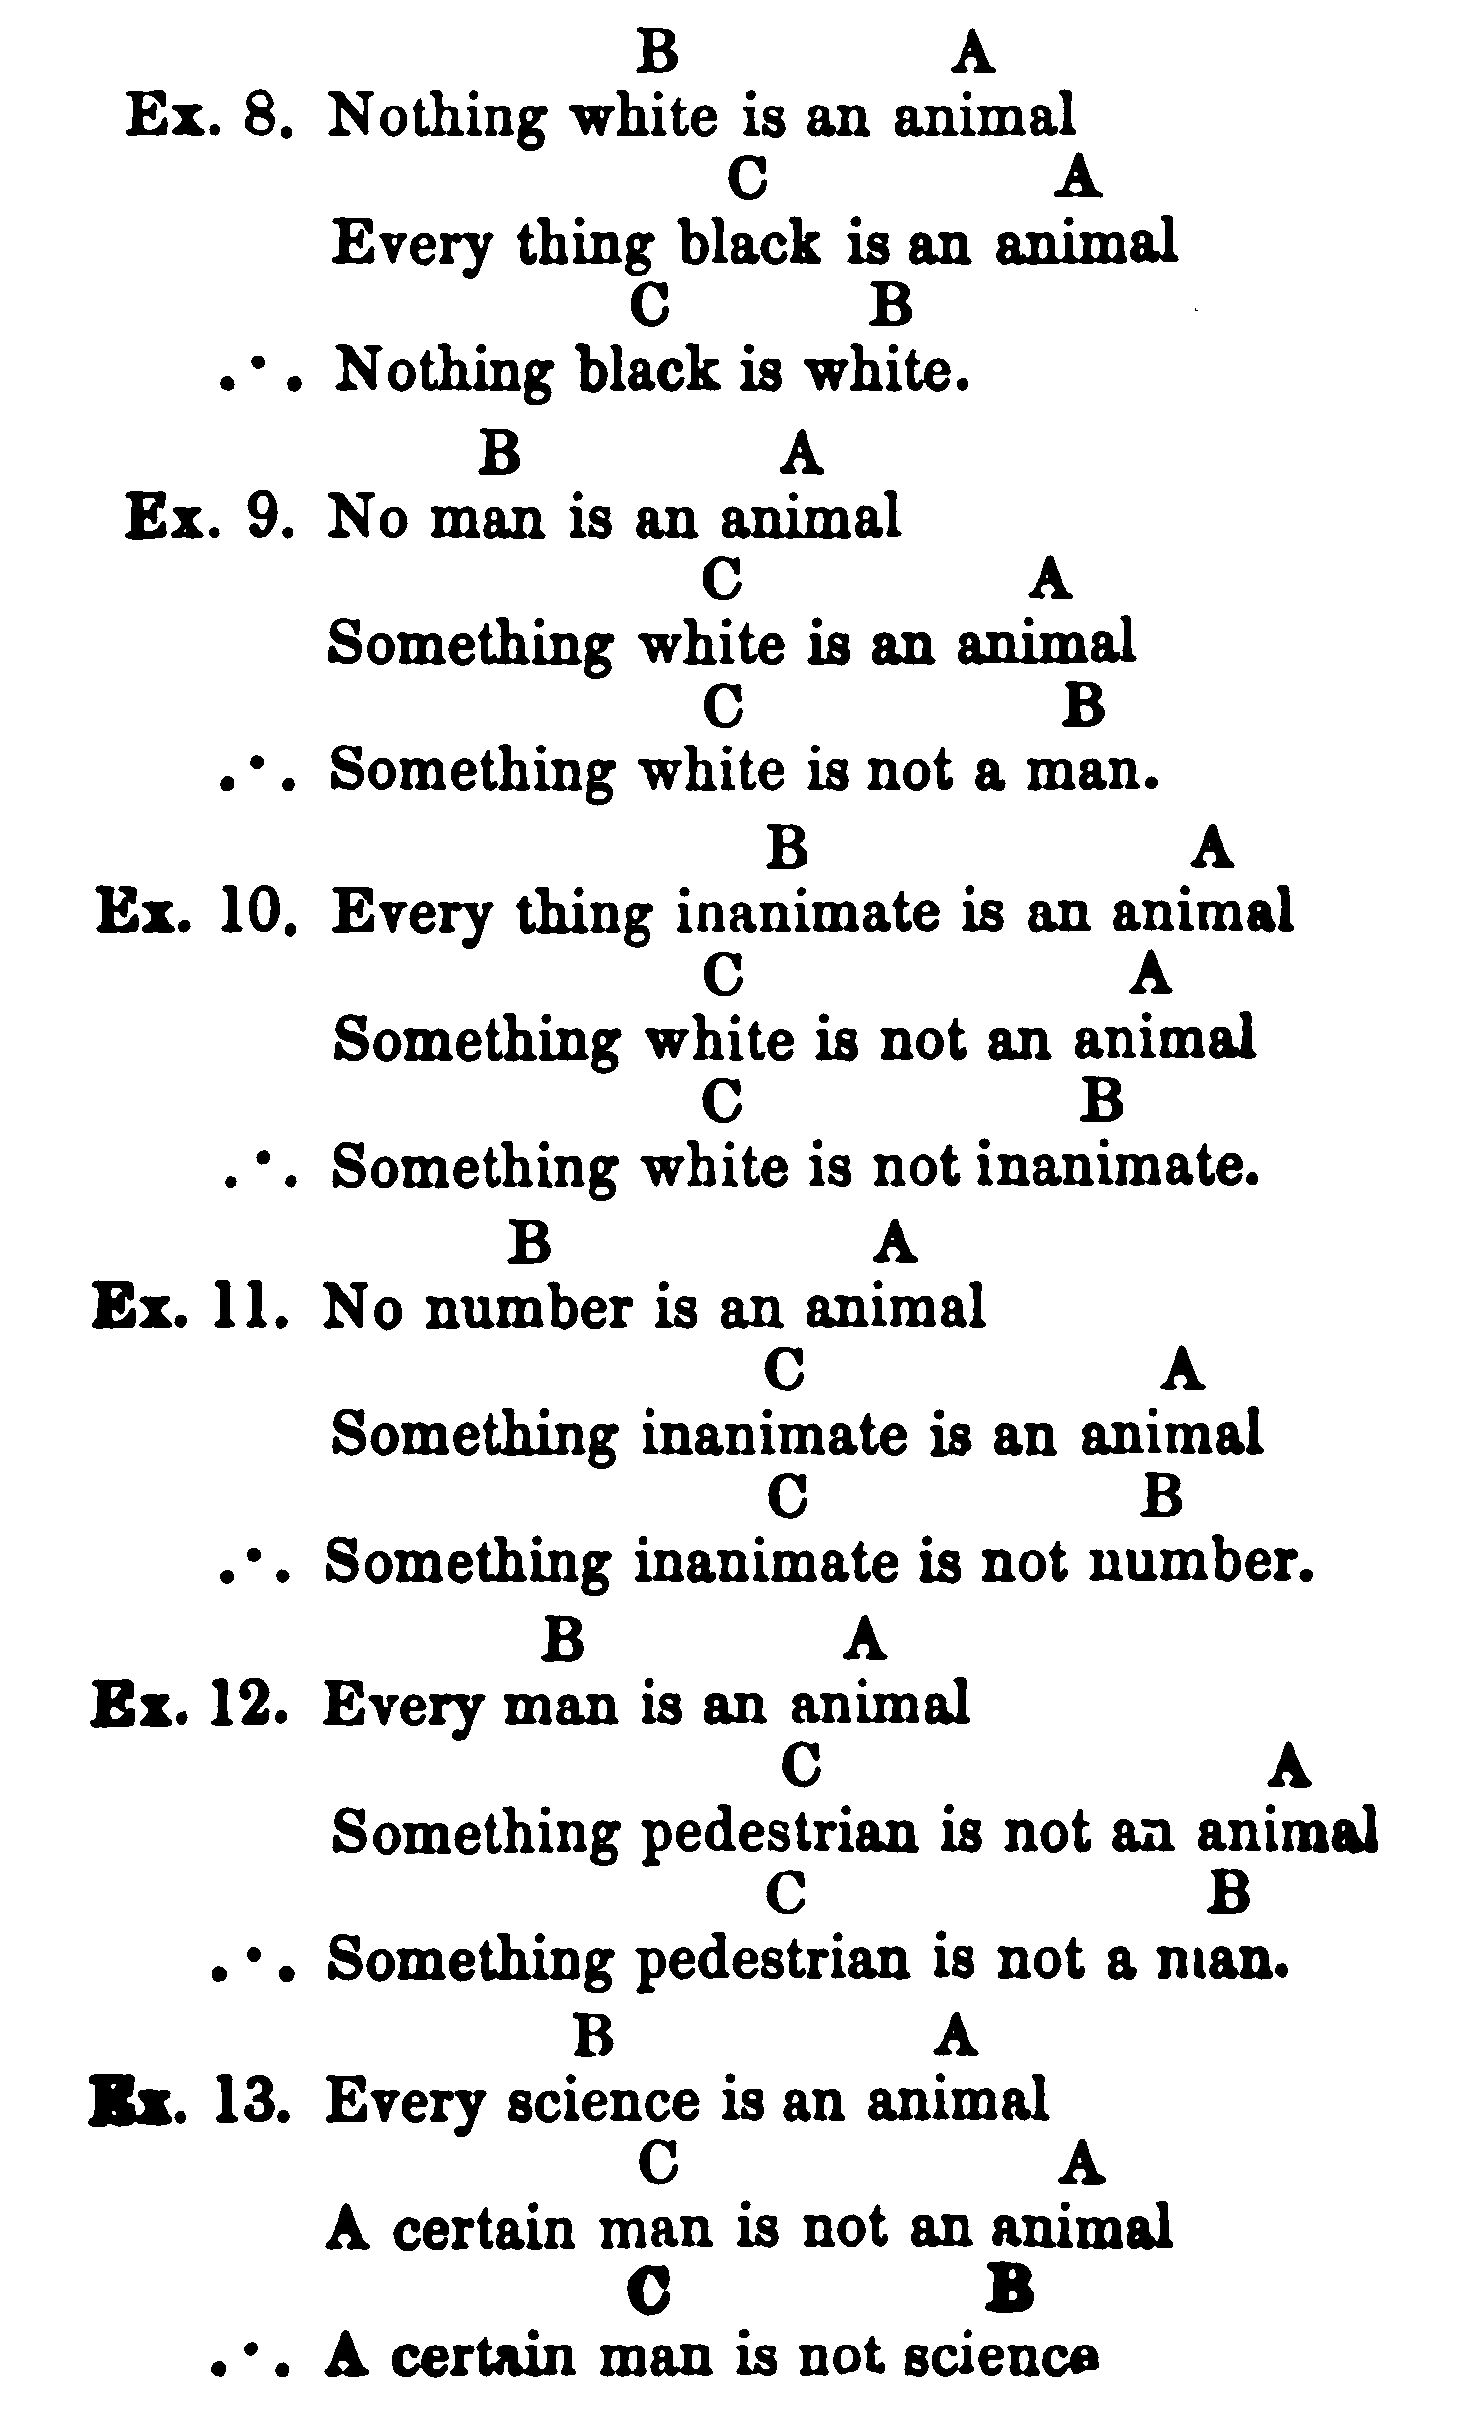 B A
Ex. 8. Nothing white is an animal
C A
Every thing black is an animal
C B
.·. Nothing black is white.
B A
Ex. 9. No man is an animal
C A
Something white is an animal
C B
.·. Something white is not a man.
B A
Ex. 10. Every thing inanimate is an animal
C A
Something white is not an animal
C B
.·. Something white is not inanimate.
B A
Ex. 11. No number is an animal
C A
Something inanimate is an animal
C B
.·. Something inanimate is not number.
B A
Ex. 12. Every man is an animal
C A
Something pedestrian is not an animal
C B
.·. Something pedestrian is not a man.
B A
Ex. 13. Every science is an animal
C A
A certain man is not an animal
C B
.·. A certain man is not science